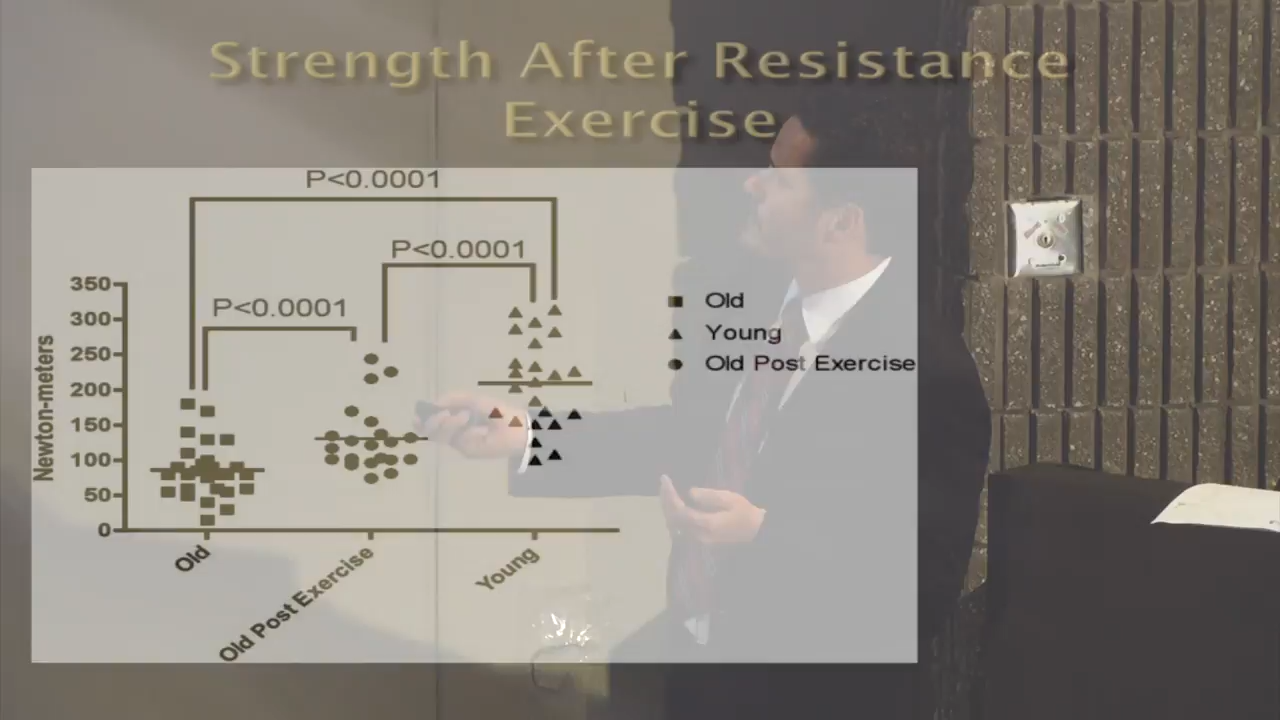 Strength After Resistance
Exercise
P<0.0001
P<0.0001
P<0.0001
350
300
250
200
150
100
50
0
Newton-meters
Old
Old Post Exercise
Young
Old
Young
Old Post Exercise